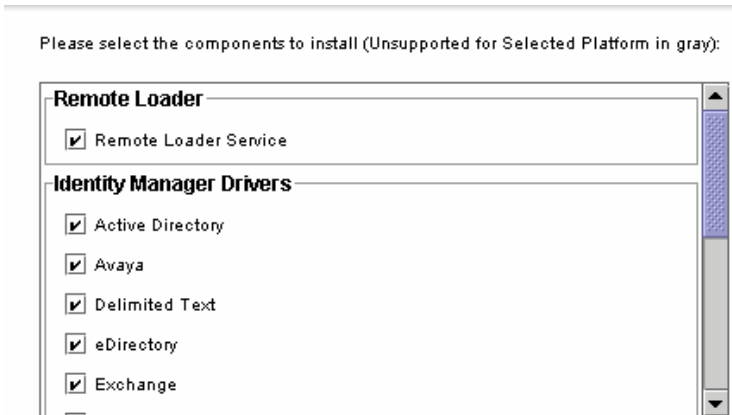 Please select the components to install (Unsupported for Selected Platform in gray):
Remote Loader
Remote Loader Service
Identity Manager Drivers
Active Directory
Avaya
Delimited Text
eDirectory
Exchange